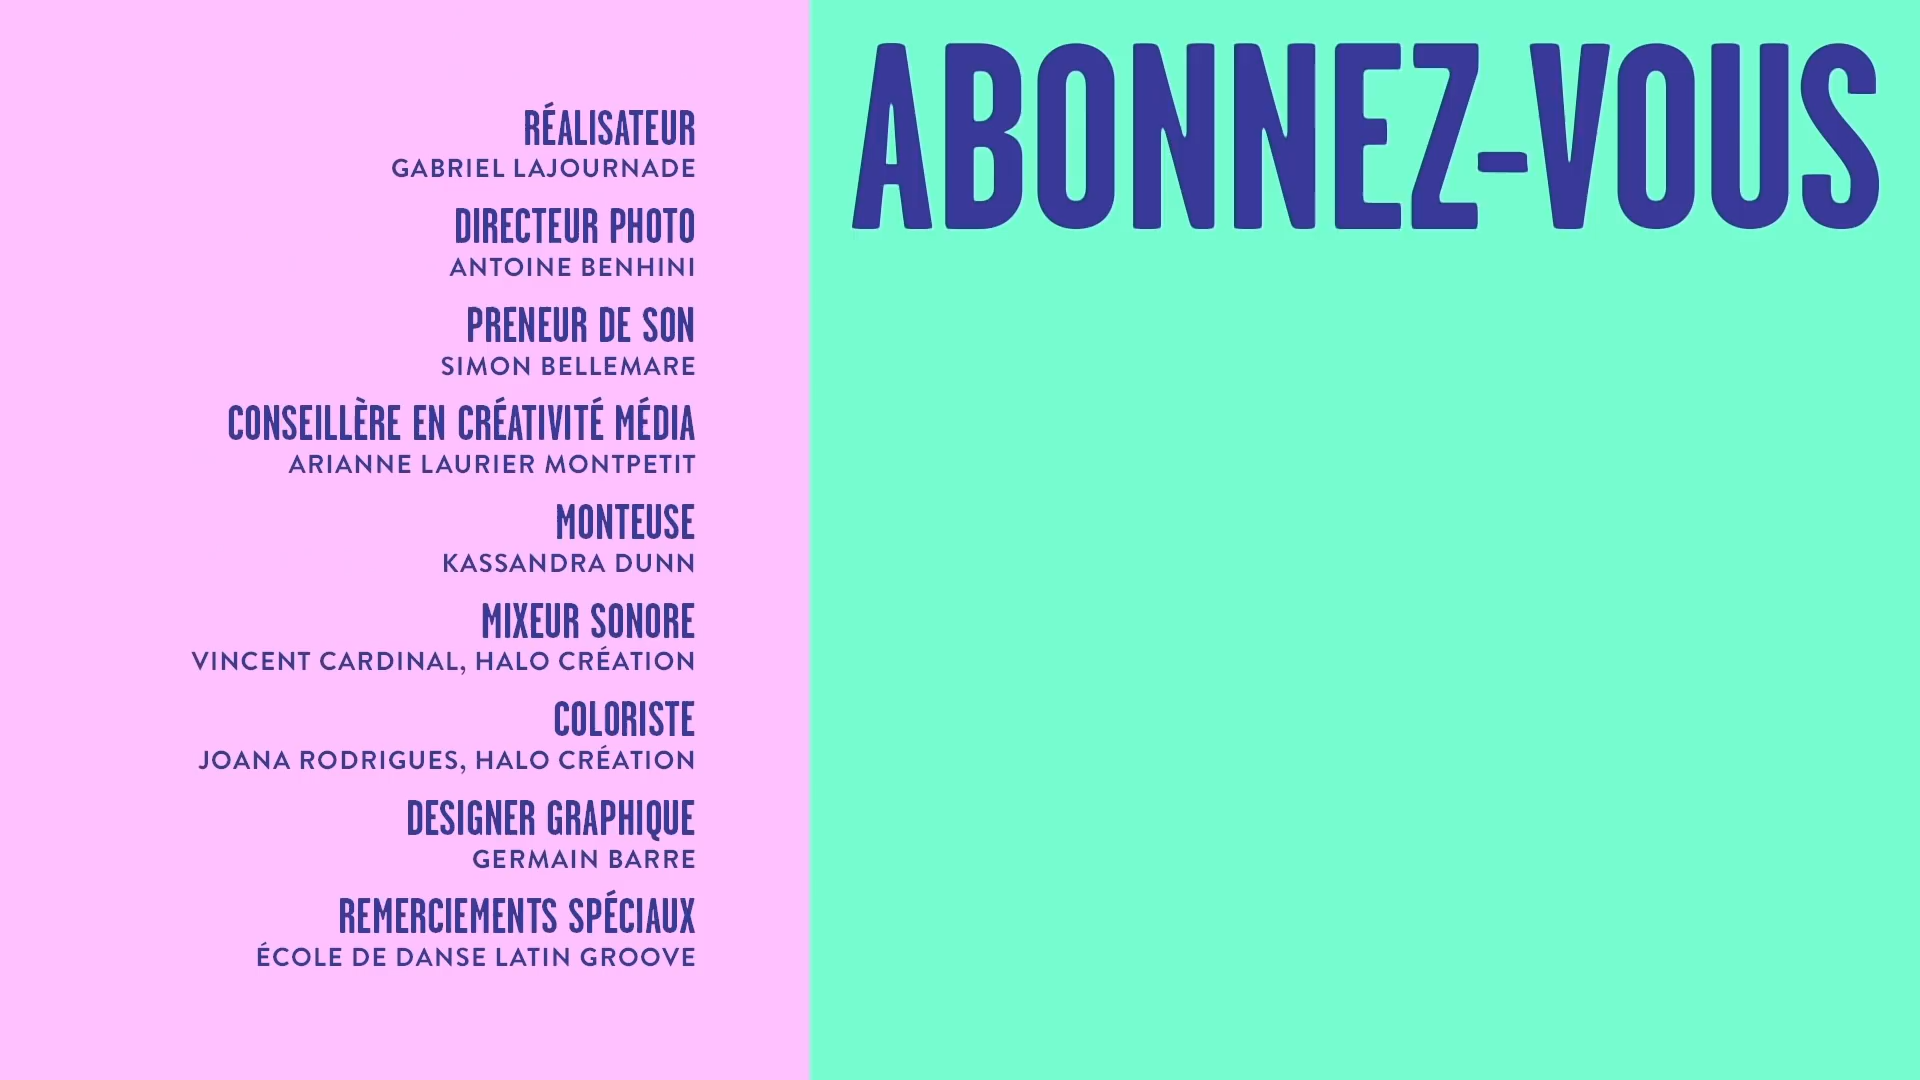 RÉALISATEUR
GABRIEL LAJOURNADE
DIRECTEUR PHOTO
ANTOINE BENHINI
PRENEUR DE SON
SIMON BELLEMARE
CONSEILLÈRE EN CRÉATIVITÉ MÉDIA
ARIANNE LAURIER MONTPETIT
MONTEUSE
KASSANDRA DUNN
MIXEUR SONORE
VINCENT CARDINAL, HALO CRÉATION
COLORISTE
JOANA RODRIGUES, HALO CRÉATION
DESIGNER GRAPHIQUE
GERMAIN BARRE
REMERCIEMENTS SPÉCIAUX
ÉCOLE DE DANSE LATIN GROOVE
ABONNEZ-VOUS